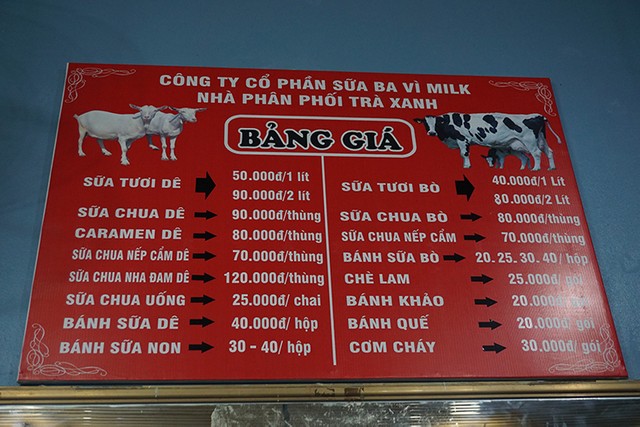 CÔNG TY CỔ PHẦN SỮA BA VÌ MILK
NHÀ PHÂN PHỐI TRÀ XANH
BẢNG GIÁ
SỮA TƯƠI DÊ 50.000đ/1 lít
90.000đ/2 lít
SỮA CHUA DÊ 90.000đ/thùng
CARAMEN DÊ 80.000đ/thùng
SỮA CHUA NẾP CẨM DÊ 70.000đ/thùng
SỮA CHUA NHA ĐAM DÊ 120.000đ/thùng
SỮA CHUA UỐNG 25.000đ/ chai
BÁNH SỮA DÊ 40.000đ/ hộp
BÁNH SỮA NON 30 - 40/ hộp
SỮA TƯƠI BÒ 40.000đ/1 Lít
80.000đ/2 Lít
SỮA CHUA BÒ 80.000đ/thùng
SỮA CHUA NẾP CẨM 70.000đ/thùng
BÁNH SỮA BÒ 20.25.30.40/ hộp
CHÈ LAM 25.000đ/ gói
BÁNH KHẢO 20.000đ/ gói
BÁNH QUẾ 20.000đ/ gói
CƠM CHÁY 30.000đ/ gói